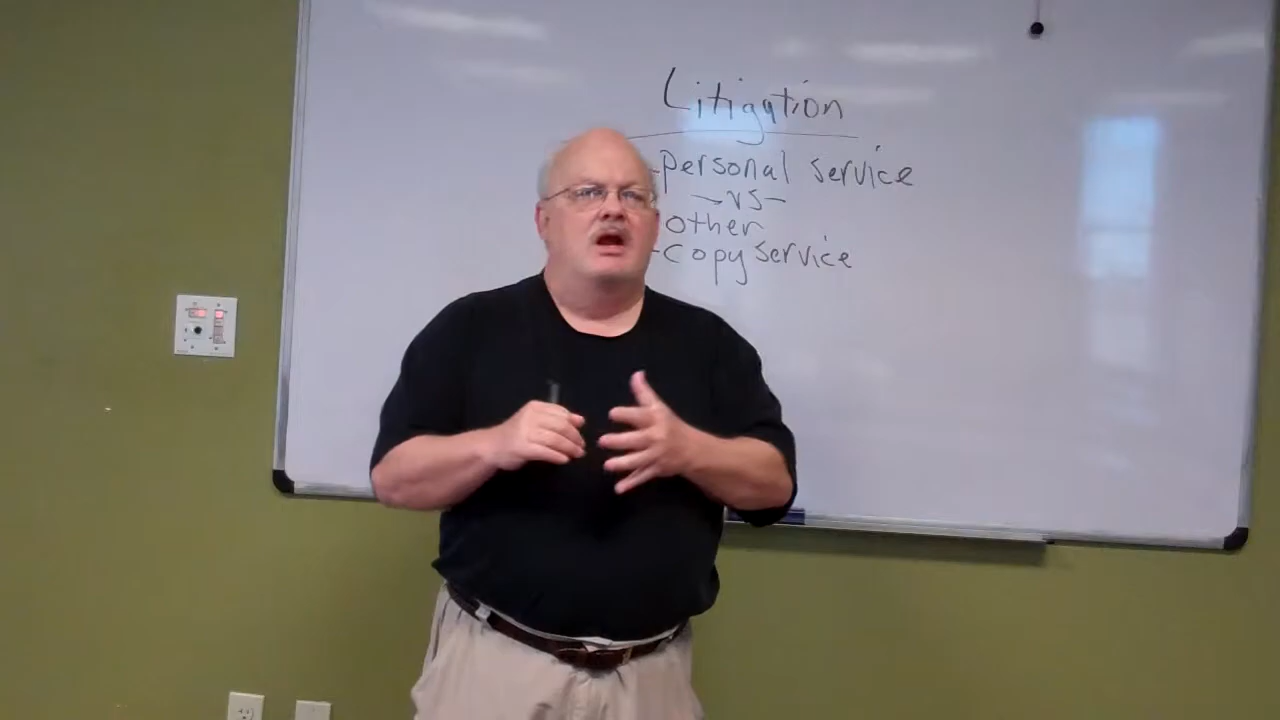 Litigation
-personal service
-vs-
other
-copy service